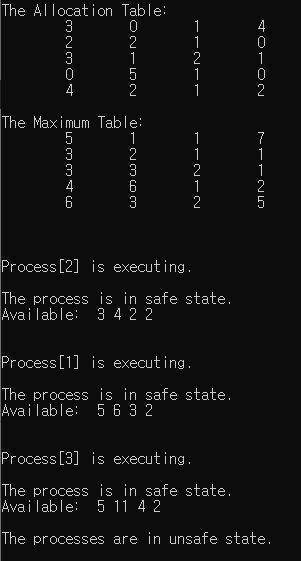 The Allocation Table:
3 0 1 4
2 2 1 0
3 1 2 1
0 5 1 0
4 2 1 2
The Maximum Table:
5 1 1 7
3 2 1 1
3 3 2 1
4 6 1 2
6 3 2 5
Process[2] is executing.
The process is in safe state.
Available: 3 4 2 2
Process[1] is executing.
The process is in safe state.
Available: 5 6 3 2
Process[3] is executing.
The process is in safe state.
Available: 5 11 4 2
The processes are in unsafe state.